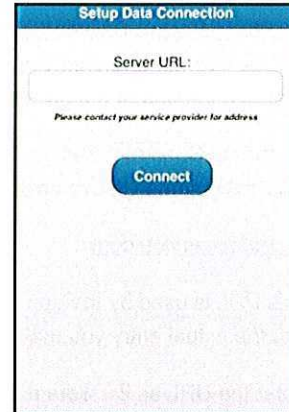 Setup Data Connection
Server URL:
Please contact your service provider for address
Connect